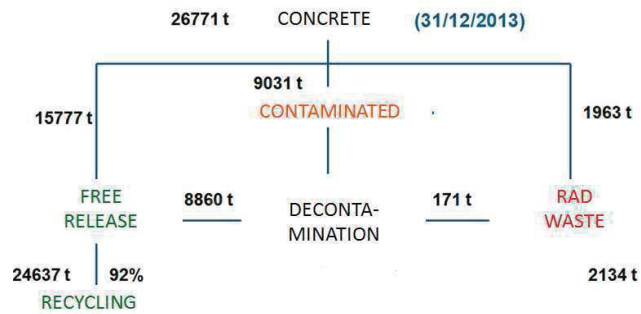 26771 t CONCRETE (31/12/2013)
9031 t
CONTAMINATED
15777 t
1963 t
FREE
RELEASE
8860 t
DECONTA-
MINATION
171 t
RAD
WASTE
24637 t 92%
2134 t
RECYCLING